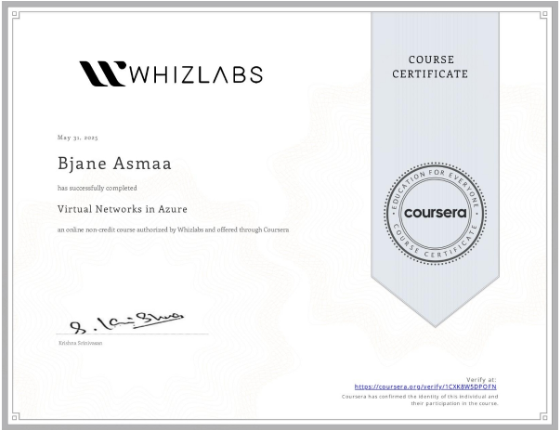 WHIZLABS
COURSE
CERTIFICATE
May 31, 2023
Bjane Asmaa
has successfully completed
Virtual Networks in Azure
an online non-credit course authorized by Whizlabs and offered through Coursera
EDUCATION FOR EVERYONE
coursera
COURSE CERTIFICATE
Krishna Srinivasan
Verify at:
https://coursera.org/verify/1CXK8W5DPQFN
Coursera has confirmed the identity of this individual and
their participation in the course.